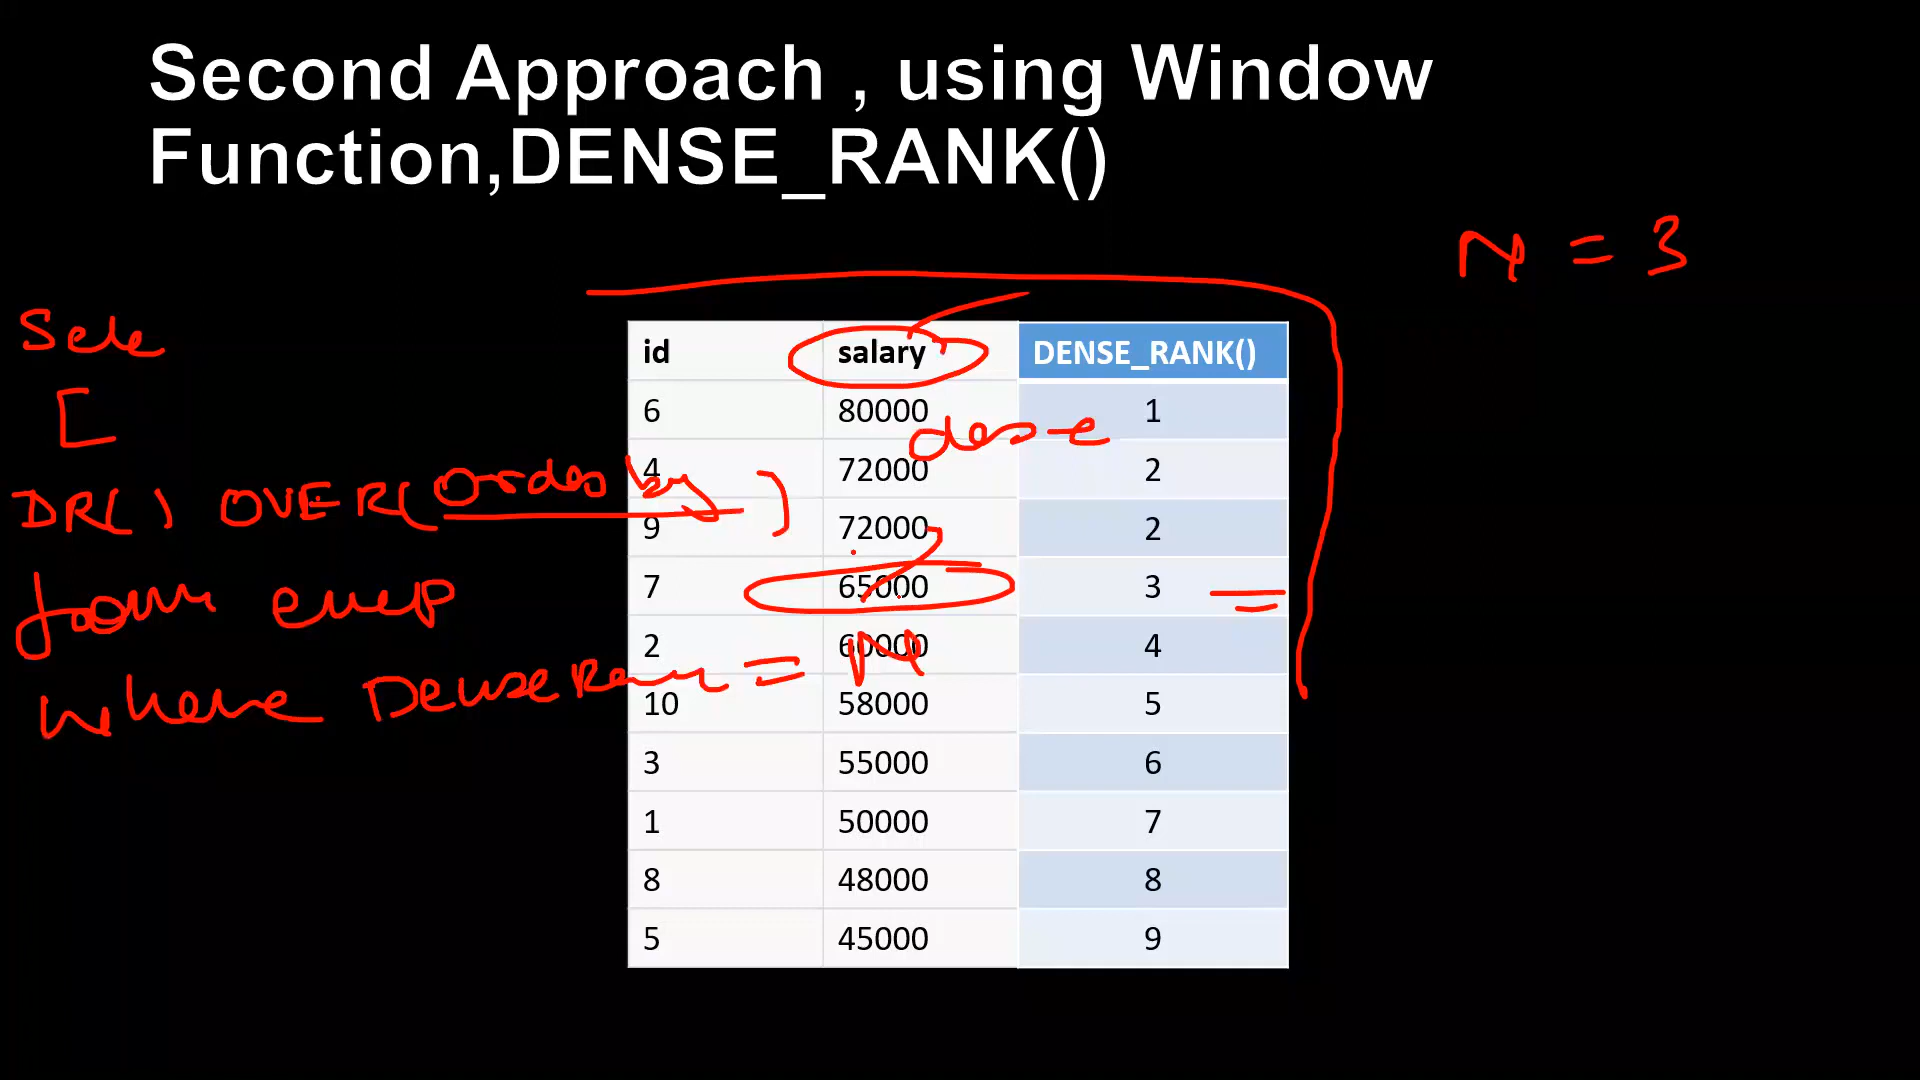 Second Approach , using Window
Function,DENSE_RANK()
N = 3
Sele
[
DR( ) OVER( Order by )
from emp
where DenseRank = N
dense
id salary DENSE_RANK()
6 80000 1
4 72000 2
9 72000 2
7 65000 3
2 60000 4
10 58000 5
3 55000 6
1 50000 7
8 48000 8
5 45000 9